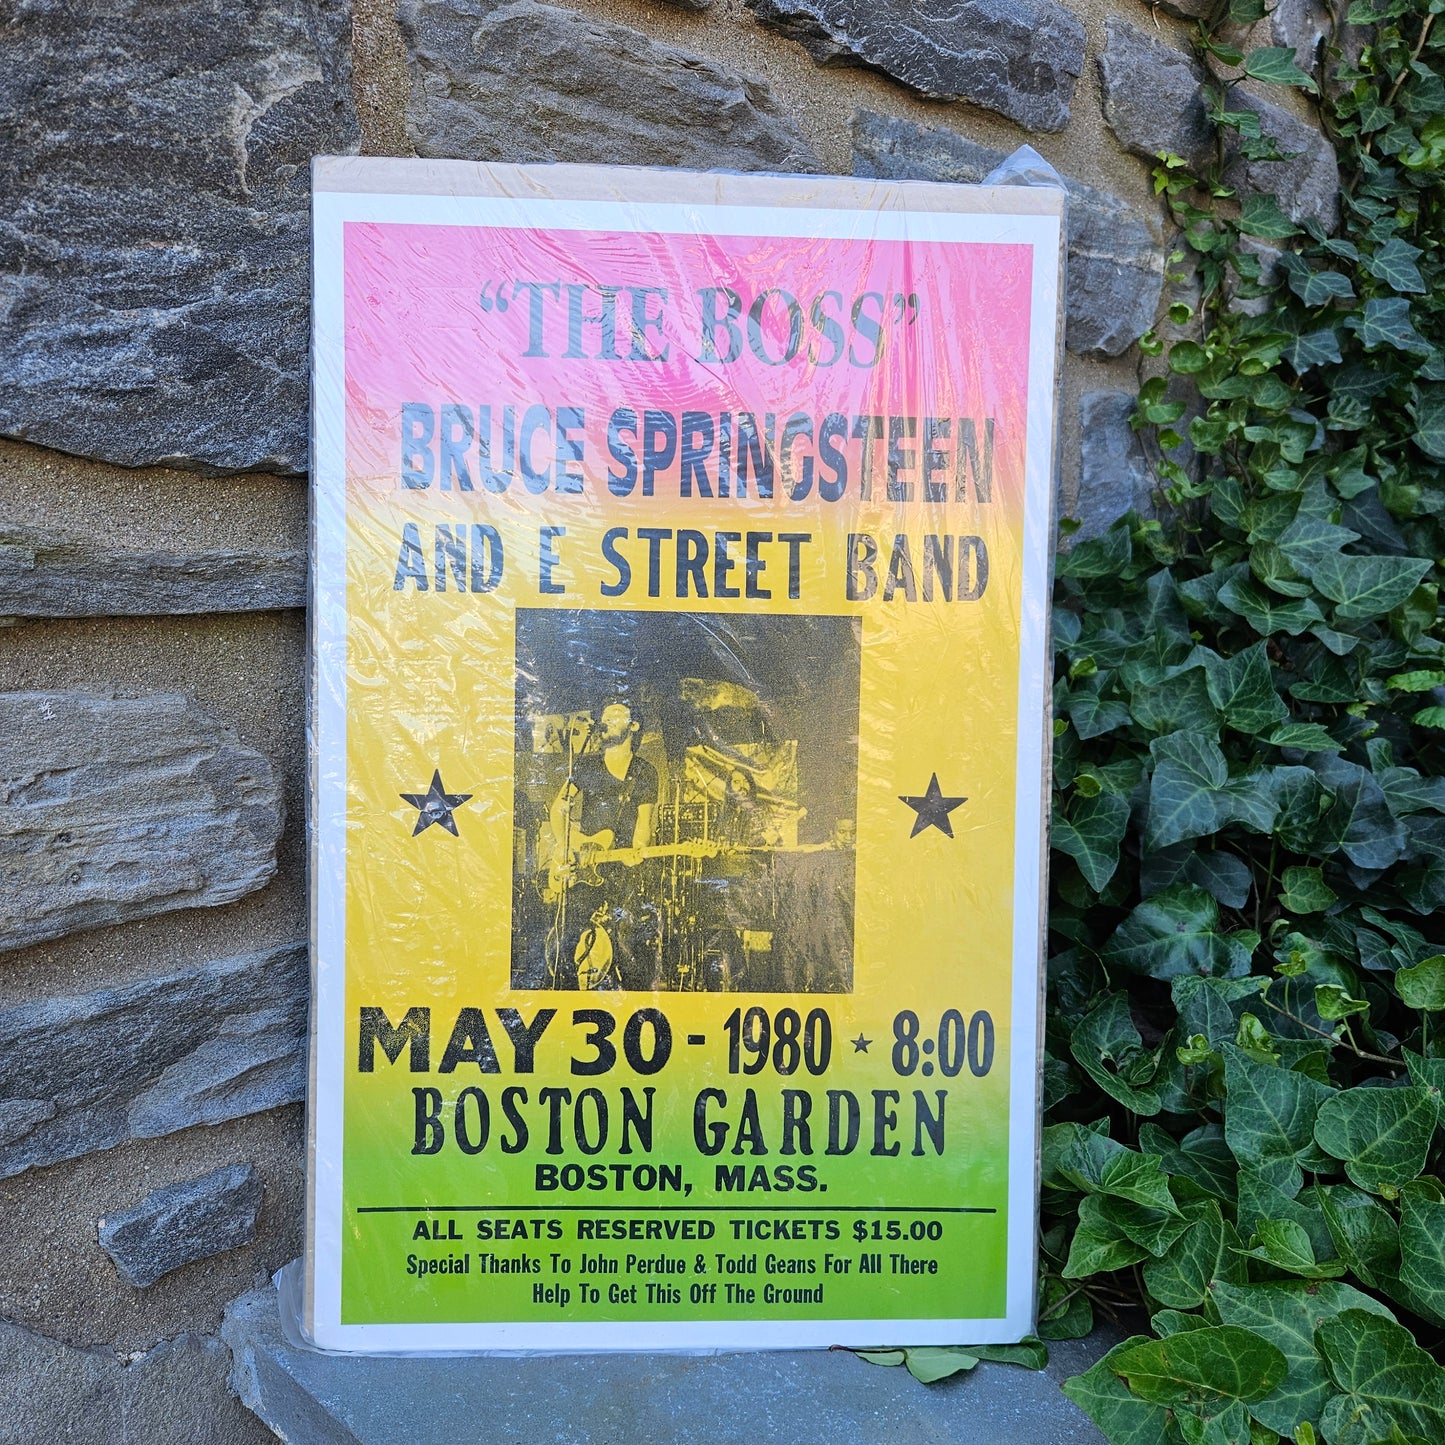 “THE BOSS”
BRUCE SPRINGSTEEN
AND E STREET BAND
MAY 30 - 1980 ★ 8:00
BOSTON GARDEN
BOSTON, MASS.
ALL SEATS RESERVED TICKETS $15.00
Special Thanks To John Perdue & Todd Geans For All There
Help To Get This Off The Ground